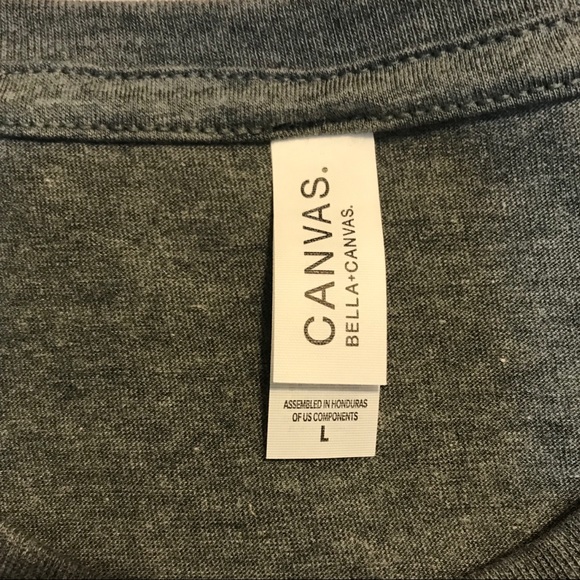 CANVAS.
BELLA+CANVAS.
ASSEMBLED IN HONDURAS
OF US COMPONENTS
L